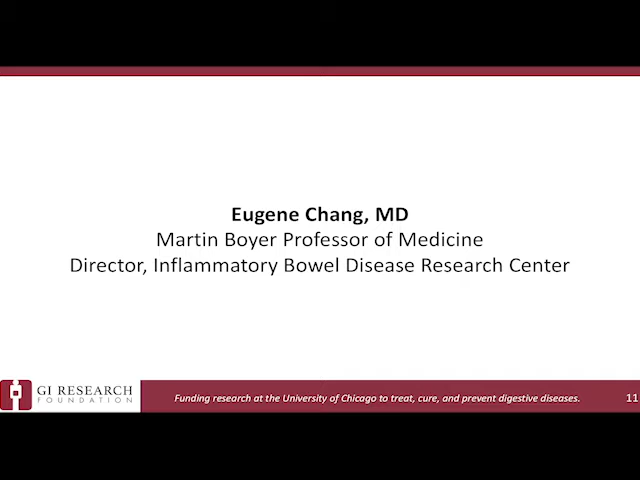 Eugene Chang, MD
Martin Boyer Professor of Medicine
Director, Inflammatory Bowel Disease Research Center
GI RESEARCH
FOUNDATION
Funding research at the University of Chicago to treat, cure, and prevent digestive diseases.
11